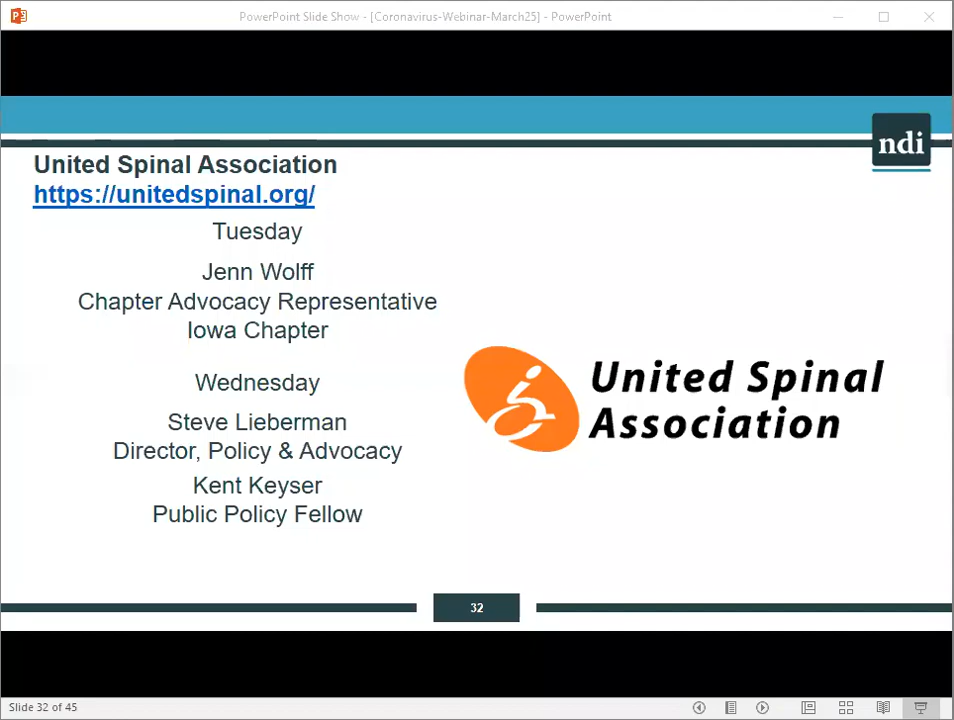 PowerPoint Slide Show - [Coronavirus-Webinar-March25] - PowerPoint
ndi
United Spinal Association
https://unitedspinal.org/
Tuesday
Jenn Wolff
Chapter Advocacy Representative
Iowa Chapter
Wednesday
Steve Lieberman
Director, Policy & Advocacy
Kent Keyser
Public Policy Fellow
United Spinal
Association
32
Slide 32 of 45